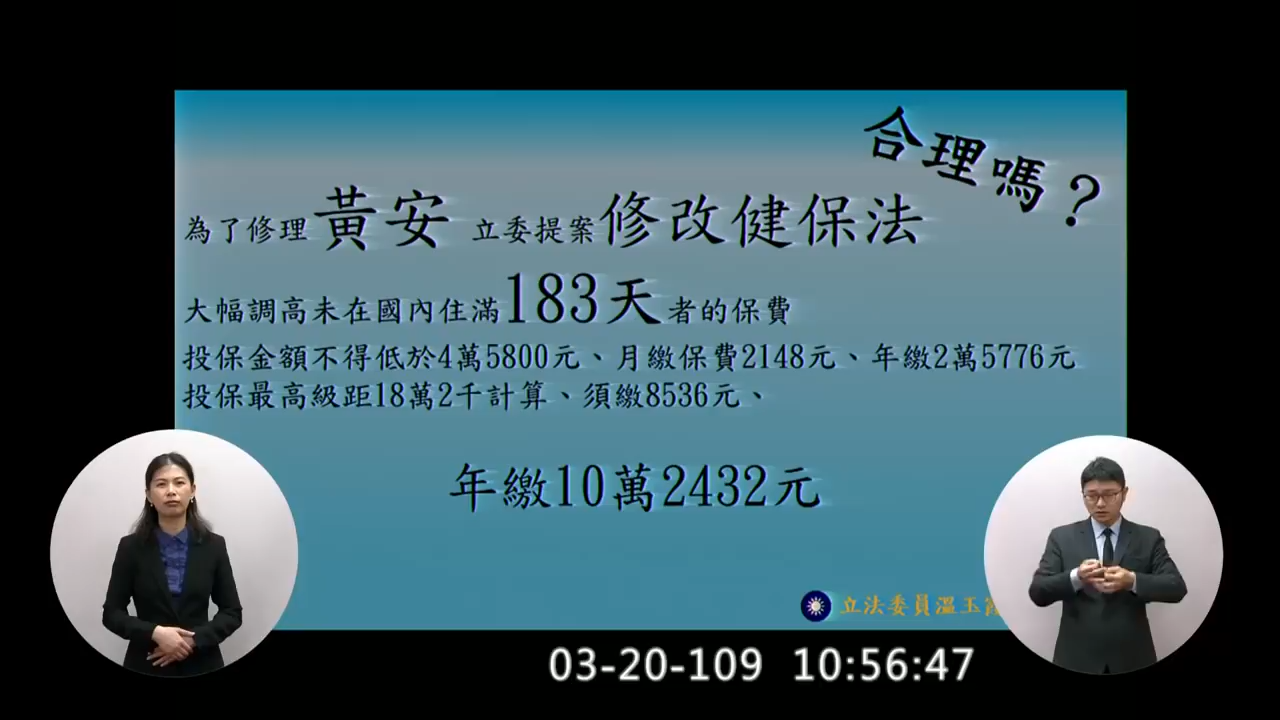 合理嗎？
為了修理黃安 立委提案修改健保法
大幅調高未在國內住滿183天者的保費
投保金額不得低於4萬5800元、月繳保費2148元、年繳2萬5776元
投保最高級距18萬2千計算、須繳8536元、
年繳10萬2432元
立法委員溫玉
03-20-109 10:56:47